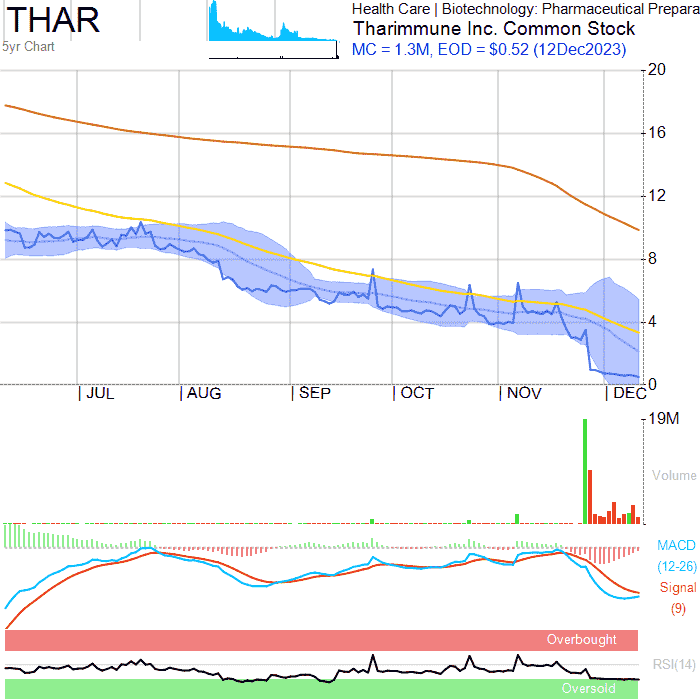 THAR
5yr Chart
Health Care | Biotechnology: Pharmaceutical Prepara
Tharimmune Inc. Common Stock
MC = 1.3M, EOD = $0.52 (12Dec2023)
20
16
12
8
4
0
| JUL | AUG | SEP | OCT | NOV | DEC
19M
Volume
MACD
(12-26)
Signal
(9)
Overbought
RSI(14)
Oversold